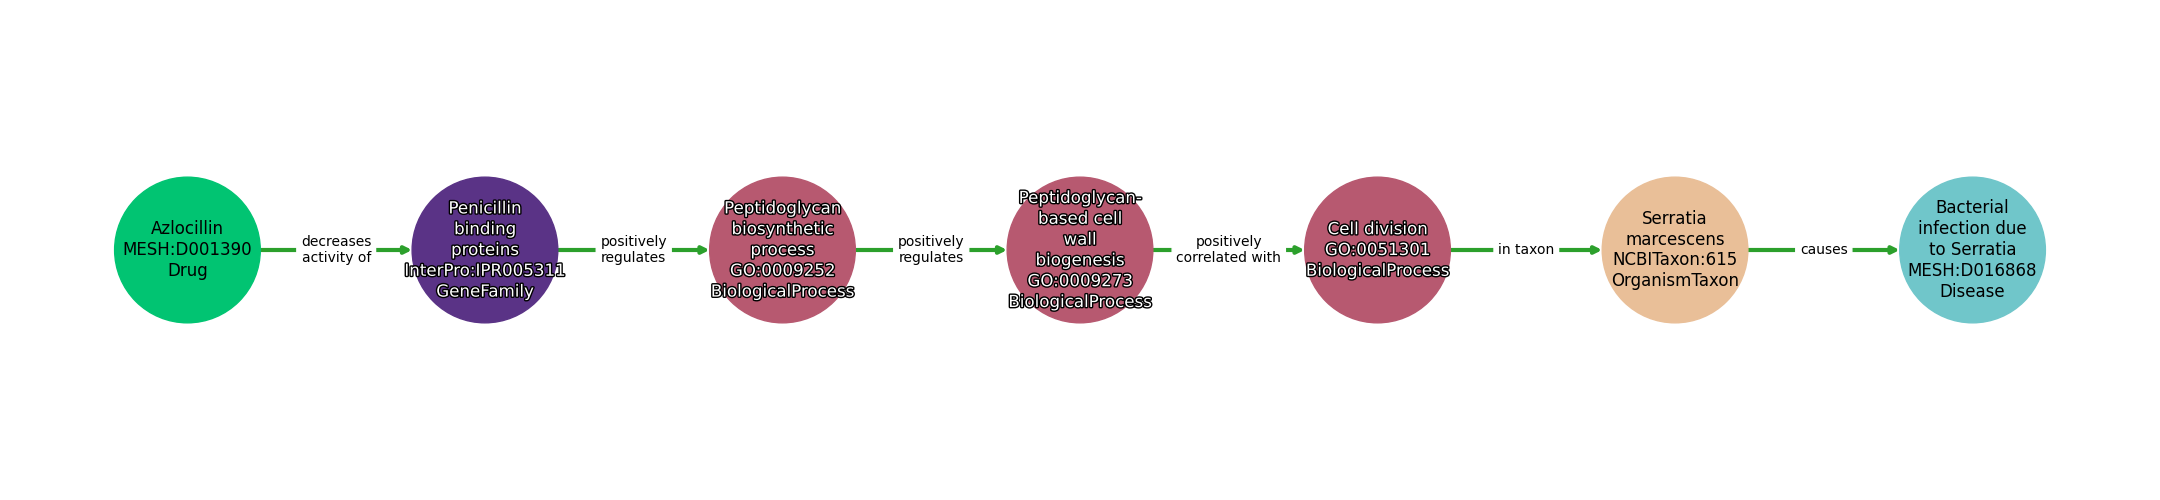 Azlocillin
MESH:D001390
Drug
decreases
activity of
Penicillin
binding
proteins
InterPro:IPR005311
GeneFamily
positively
regulates
Peptidoglycan
biosynthetic
process
GO:0009252
BiologicalProcess
positively
regulates
Peptidoglycan-
based cell
wall
biogenesis
GO:0009273
BiologicalProcess
positively
correlated with
Cell division
GO:0051301
BiologicalProcess
in taxon
Serratia
marcescens
NCBITaxon:615
OrganismTaxon
causes
Bacterial
infection due
to Serratia
MESH:D016868
Disease